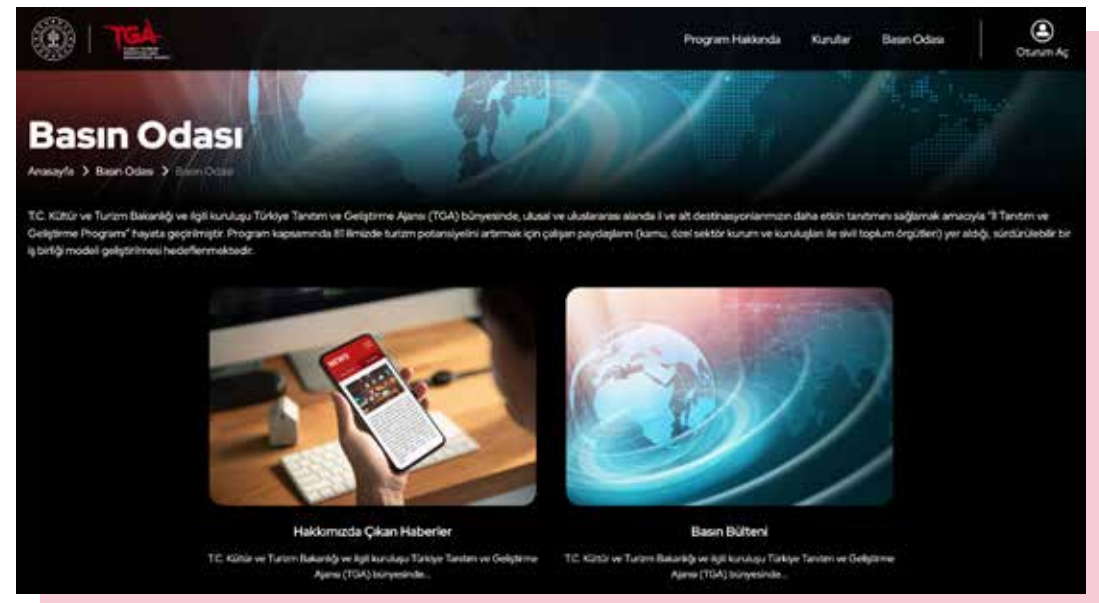 TGA
Program Hakkında
Kurullar
Basın Odası
Oturum Aç
Basın Odası
Anasayfa > Basın Odası > Basın Odası
T.C. Kültür ve Turizm Bakanlığı ve ilgili kuruluşu Türkiye Tanıtım ve Geliştirme Ajansı (TGA) bünyesinde, ulusal ve uluslararası alanda il ve alt destinasyonlarımızın daha etkin tanıtımını sağlamak amacıyla "İl Tanıtım ve
Geliştirme Programı" hayata geçirilmiştir. Program kapsamında 81 ilimizde turizm potansiyelini artırmak için çalışan paydaşların (kamu, özel sektör kurum ve kuruluşları ile sivil toplum örgütleri) yer aldığı, sürdürülebilir bir
iş birliği modeli geliştirilmesi hedeflenmektedir.
NEWS
Hakkımızda Çıkan Haberler
T.C. Kültür ve Turizm Bakanlığı ve ilgili kuruluşu Türkiye Tanıtım ve Geliştirme
Ajansı (TGA) bünyesinde...
Basın Bülteni
T.C. Kültür ve Turizm Bakanlığı ve ilgili kuruluşu Türkiye Tanıtım ve Geliştirme
Ajansı (TGA) bünyesinde...